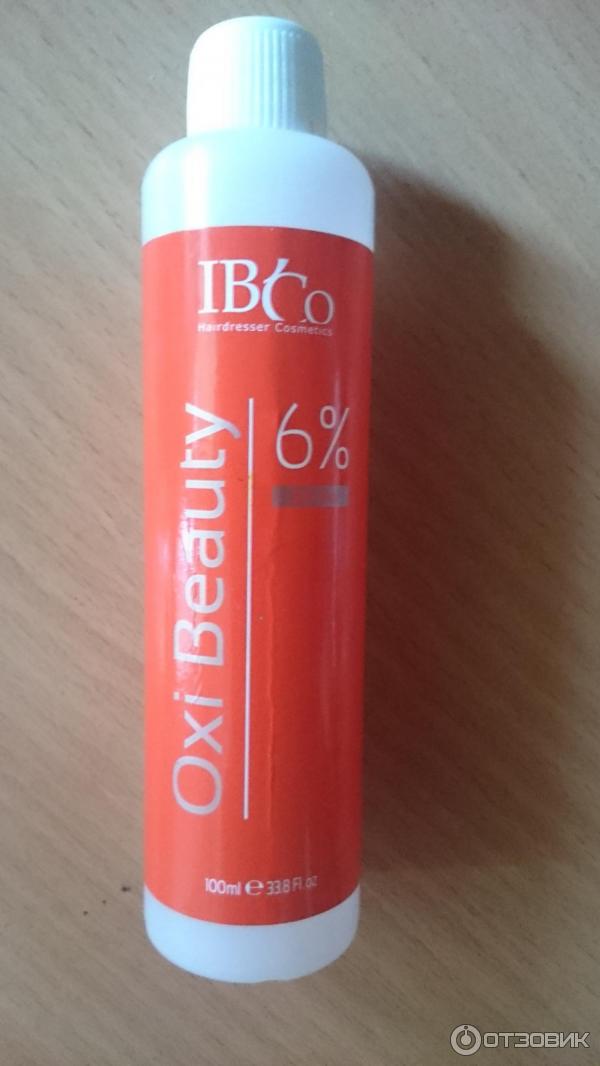 IBCo
Hairdresser Cosmetics
6%
Oxi Beauty
100ml e 33.8 Fl. oz
ОТЗОВИК